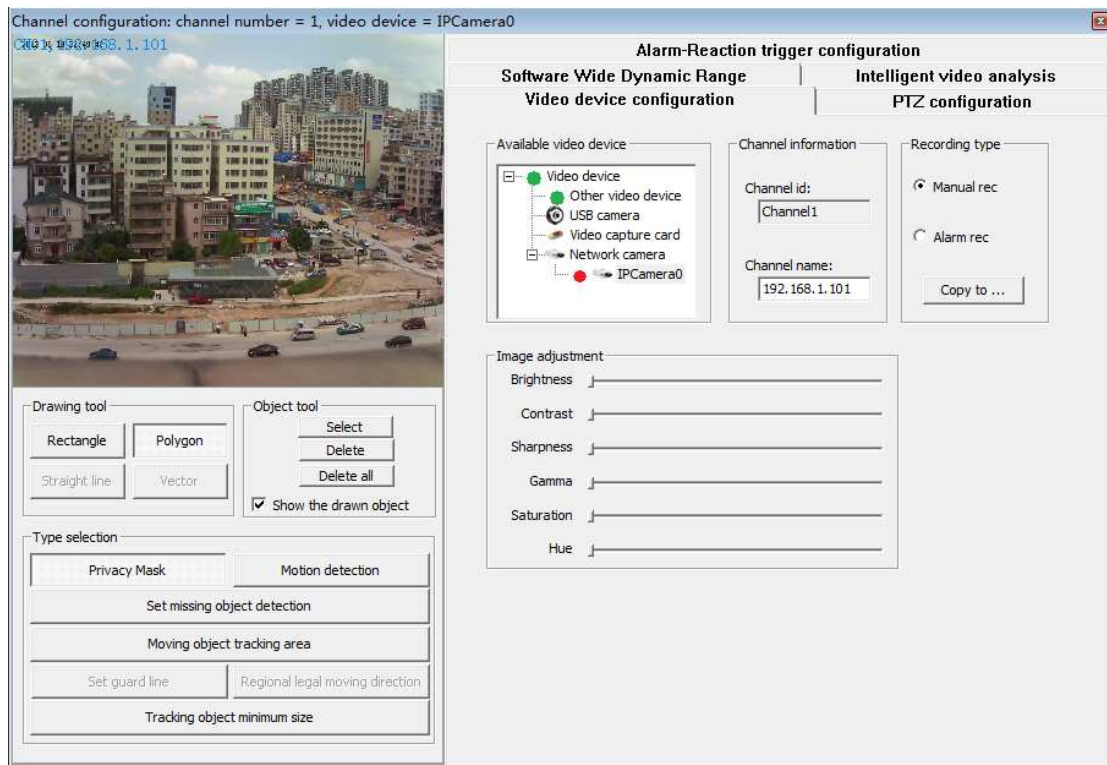 Channel configuration: channel number = 1, video device = IPCamera0
192.168.1.101
Alarm-Reaction trigger configuration
Software Wide Dynamic Range
Intelligent video analysis
Video device configuration
PTZ configuration
Available video device
Video device
Other video device
USB camera
Video capture card
Network camera
IPCamera0
Channel information
Channel id:
Channel1
Channel name:
192.168.1.101
Recording type
Manual rec
Alarm rec
Copy to ...
Image adjustment
Brightness
Contrast
Sharpness
Gamma
Saturation
Hue
Drawing tool
Rectangle
Polygon
Straight line
Vector
Object tool
Select
Delete
Delete all
Show the drawn object
Type selection
Privacy Mask
Motion detection
Set missing object detection
Moving object tracking area
Set guard line
Regional legal moving direction
Tracking object minimum size